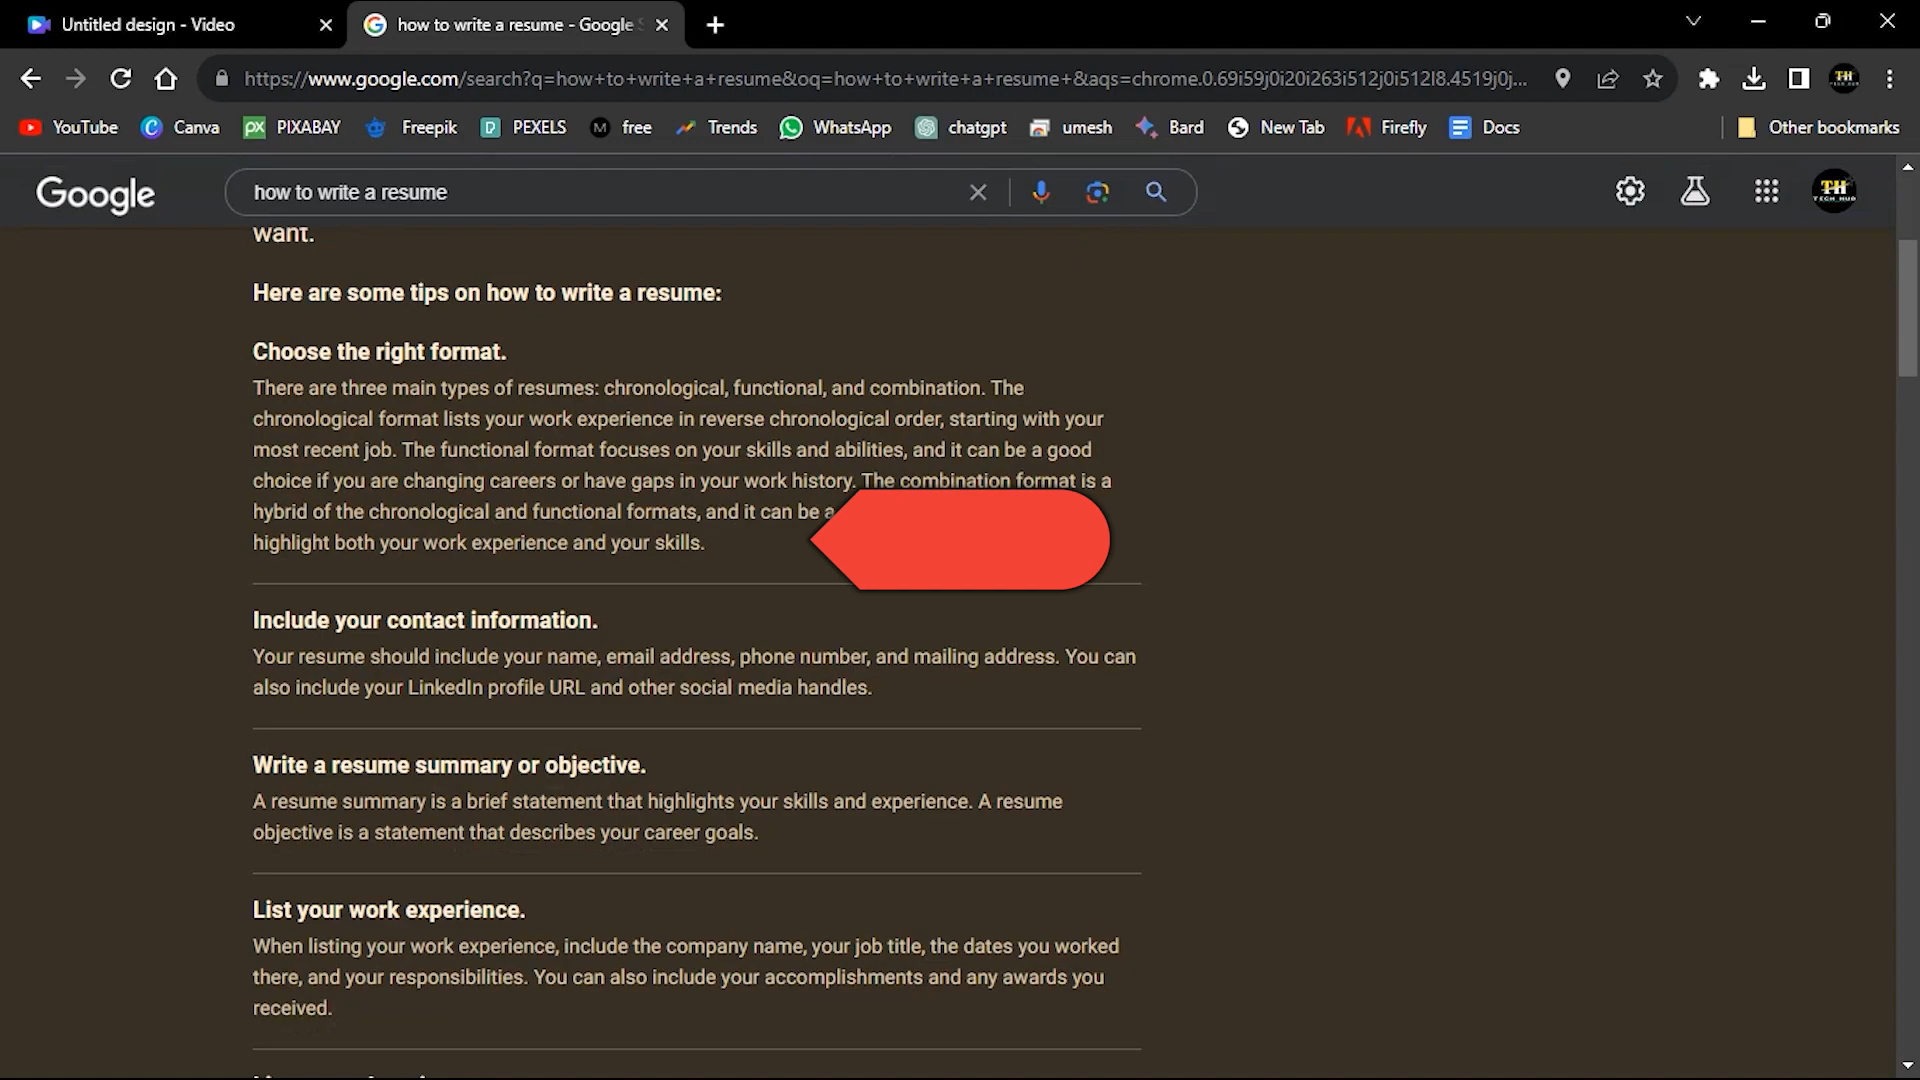 Untitled design - Video
how to write a resume - Google
https://www.google.com/search?q=how+to+write+a+resume&oq=how+to+write+a+resume+&aqs=chrome.0.69i59j0i20i263i512j0i512l8.4519j0j...
YouTube
Canva
PIXABAY
Freepik
PEXELS
free
Trends
WhatsApp
chatgpt
umesh
Bard
New Tab
Firefly
Docs
Other bookmarks
Google
how to write a resume
TH
TECH HUB
want.
Here are some tips on how to write a resume:
Choose the right format.
There are three main types of resumes: chronological, functional, and combination. The
chronological format lists your work experience in reverse chronological order, starting with your
most recent job. The functional format focuses on your skills and abilities, and it can be a good
choice if you are changing careers or have gaps in your work history. The combination format is a
hybrid of the chronological and functional formats, and it can be a
highlight both your work experience and your skills.
Include your contact information.
Your resume should include your name, email address, phone number, and mailing address. You can
also include your LinkedIn profile URL and other social media handles.
Write a resume summary or objective.
A resume summary is a brief statement that highlights your skills and experience. A resume
objective is a statement that describes your career goals.
List your work experience.
When listing your work experience, include the company name, your job title, the dates you worked
there, and your responsibilities. You can also include your accomplishments and any awards you
received.